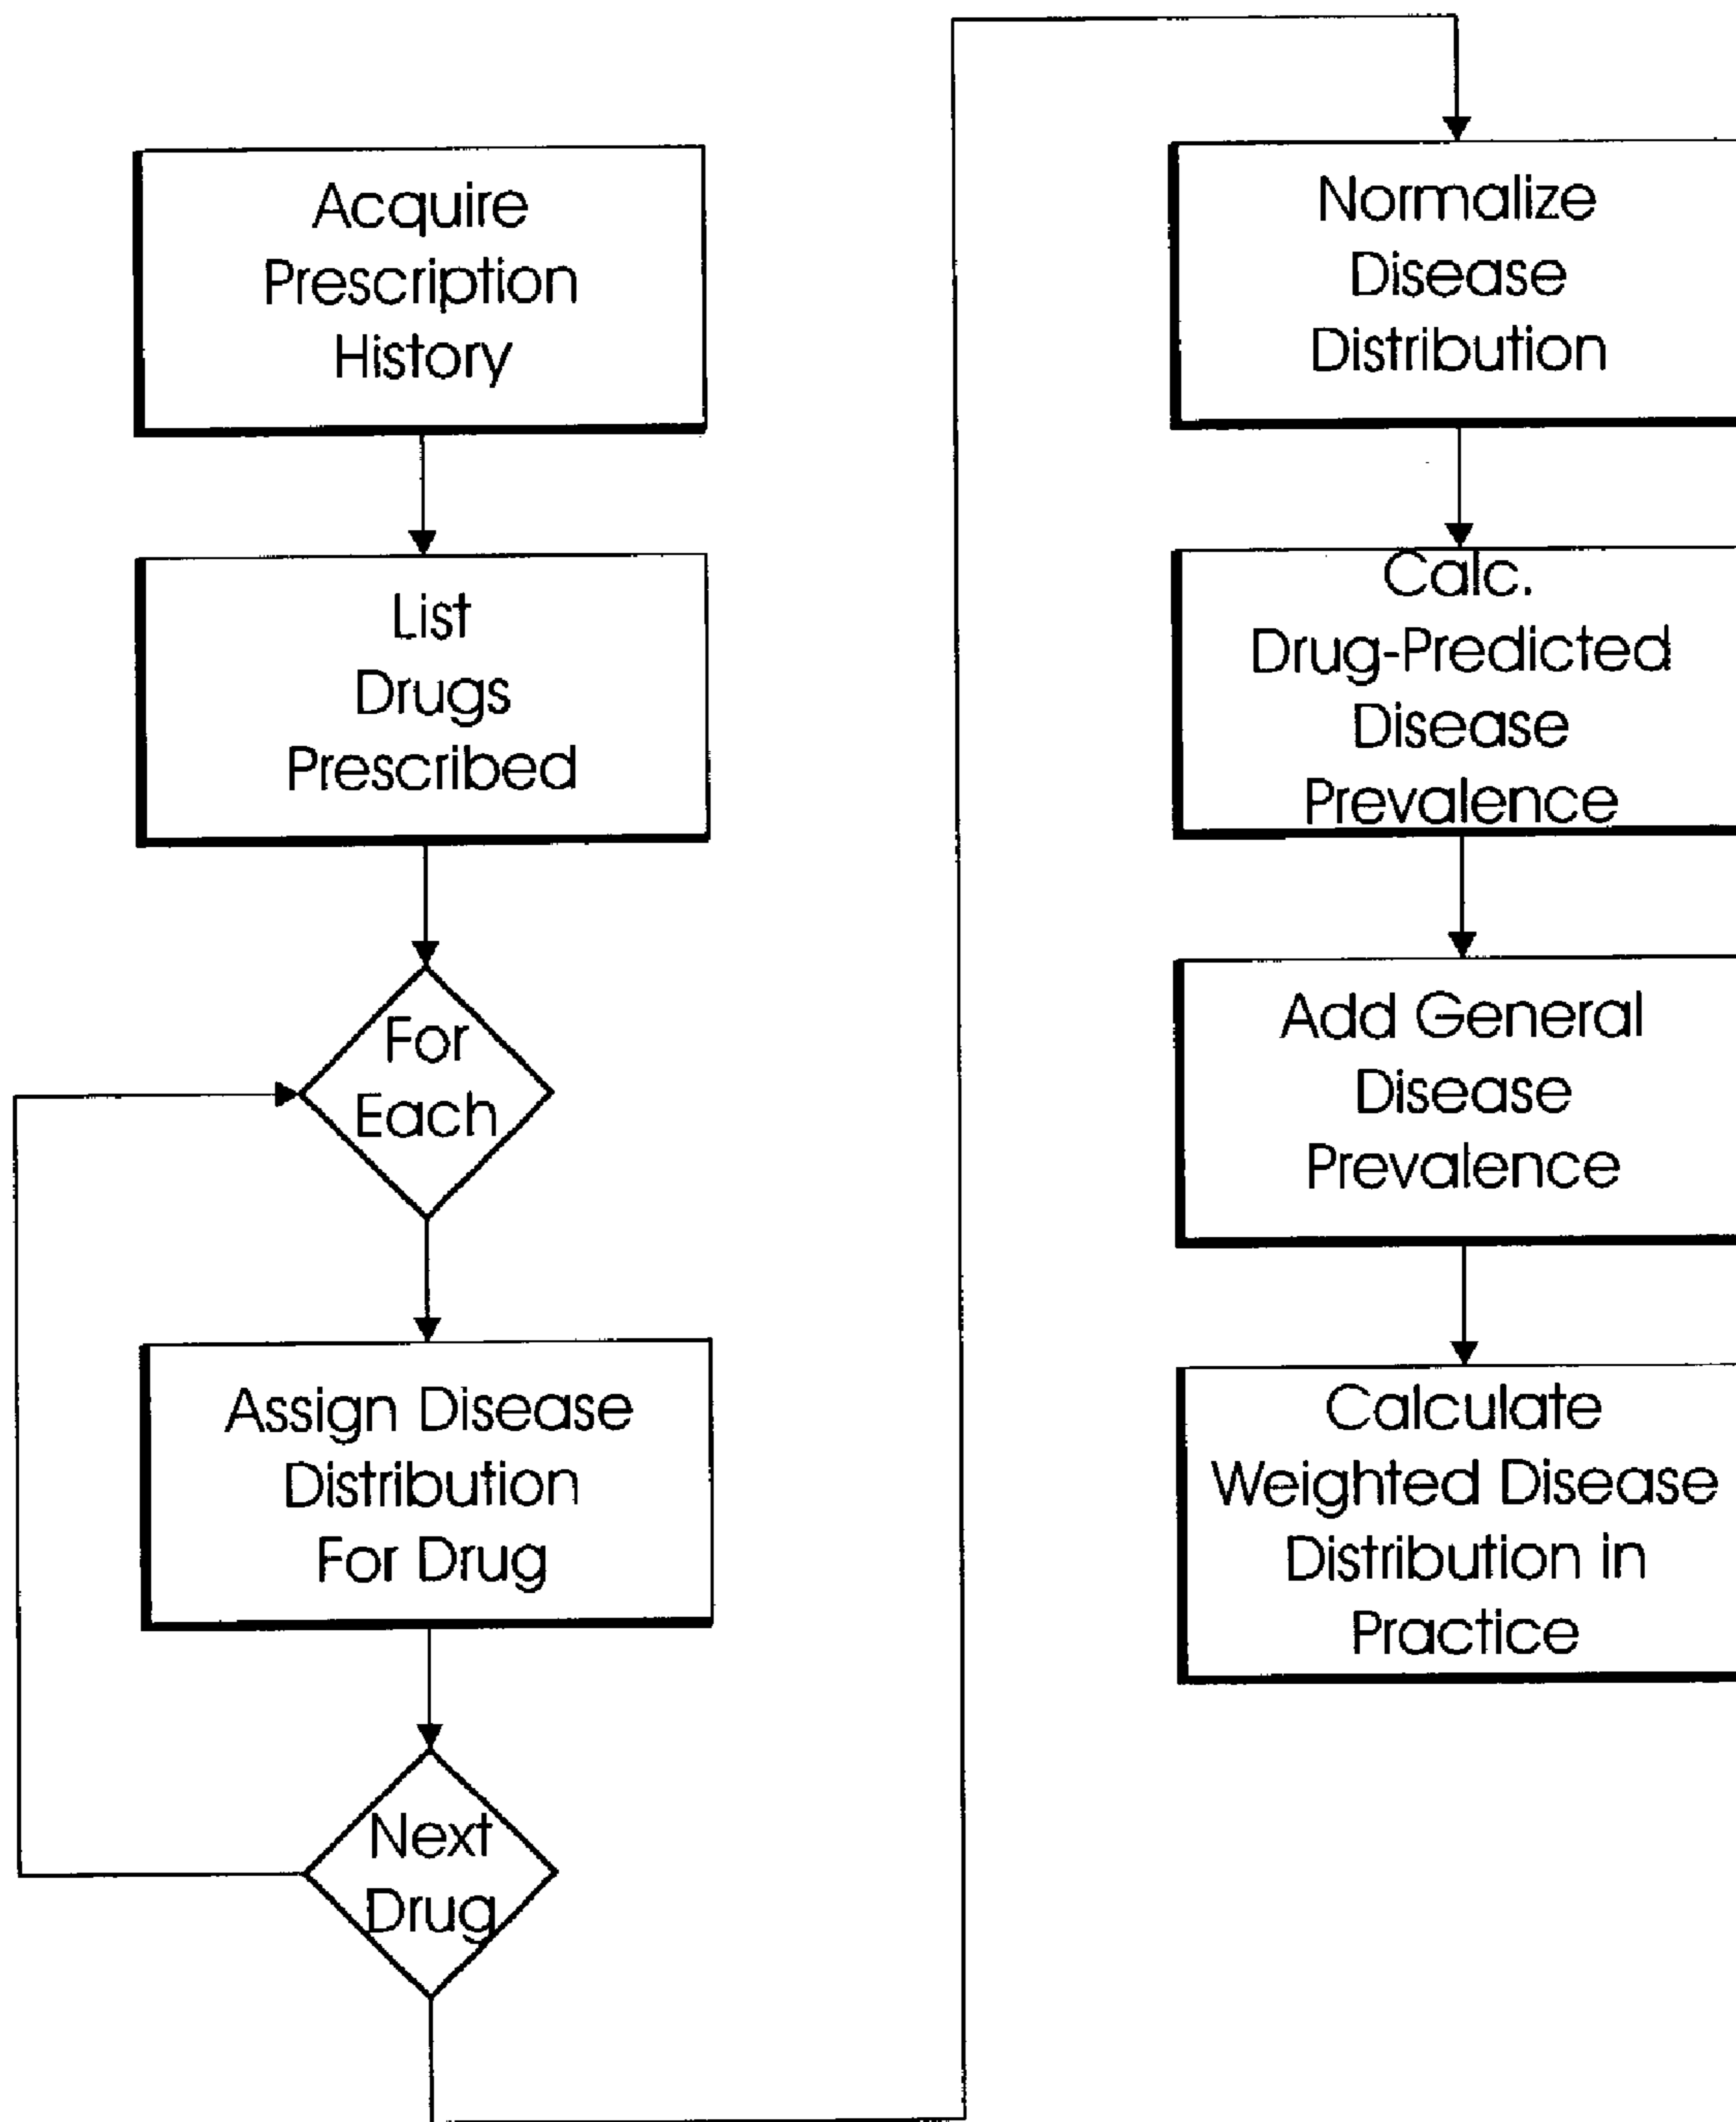 Acquire
Prescription
History
List
Drugs
Prescribed
For
Each
Assign Disease
Distribution
For Drug
Next
Drug
Normalize
Disease
Distribution
Calc.
Drug-Predicted
Disease
Prevalence
Add General
Disease
Prevalence
Calculate
Weighted Disease
Distribution in
Practice